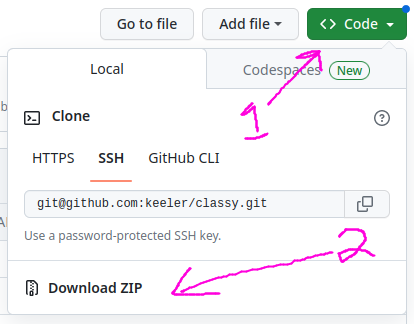 Go to file Add file <> Code
Local Codespaces New
1
Clone
HTTPS SSH GitHub CLI
git@github.com:keeler/classy.git
Use a password-protected SSH key.
2
Download ZIP